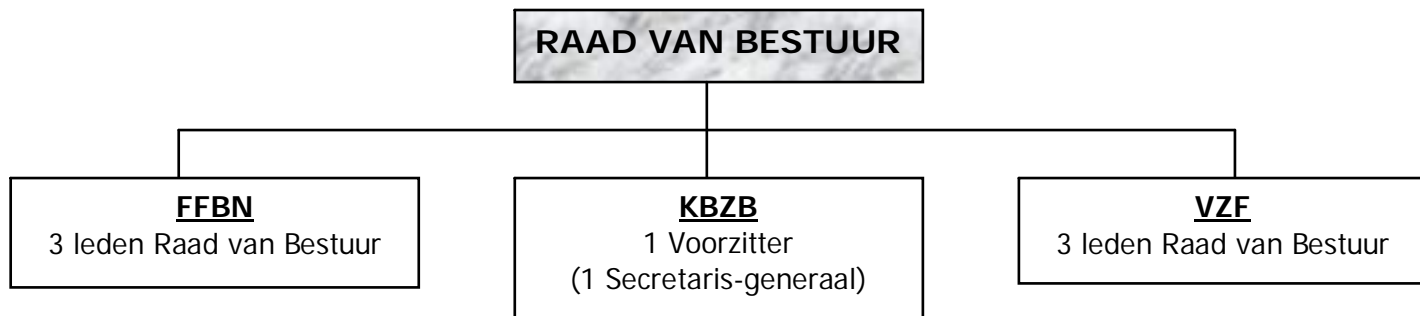 RAAD VAN BESTUUR
FFBN
3 leden Raad van Bestuur
KBZB
1 Voorzitter
(1 Secretaris-generaal)
VZF
3 leden Raad van Bestuur